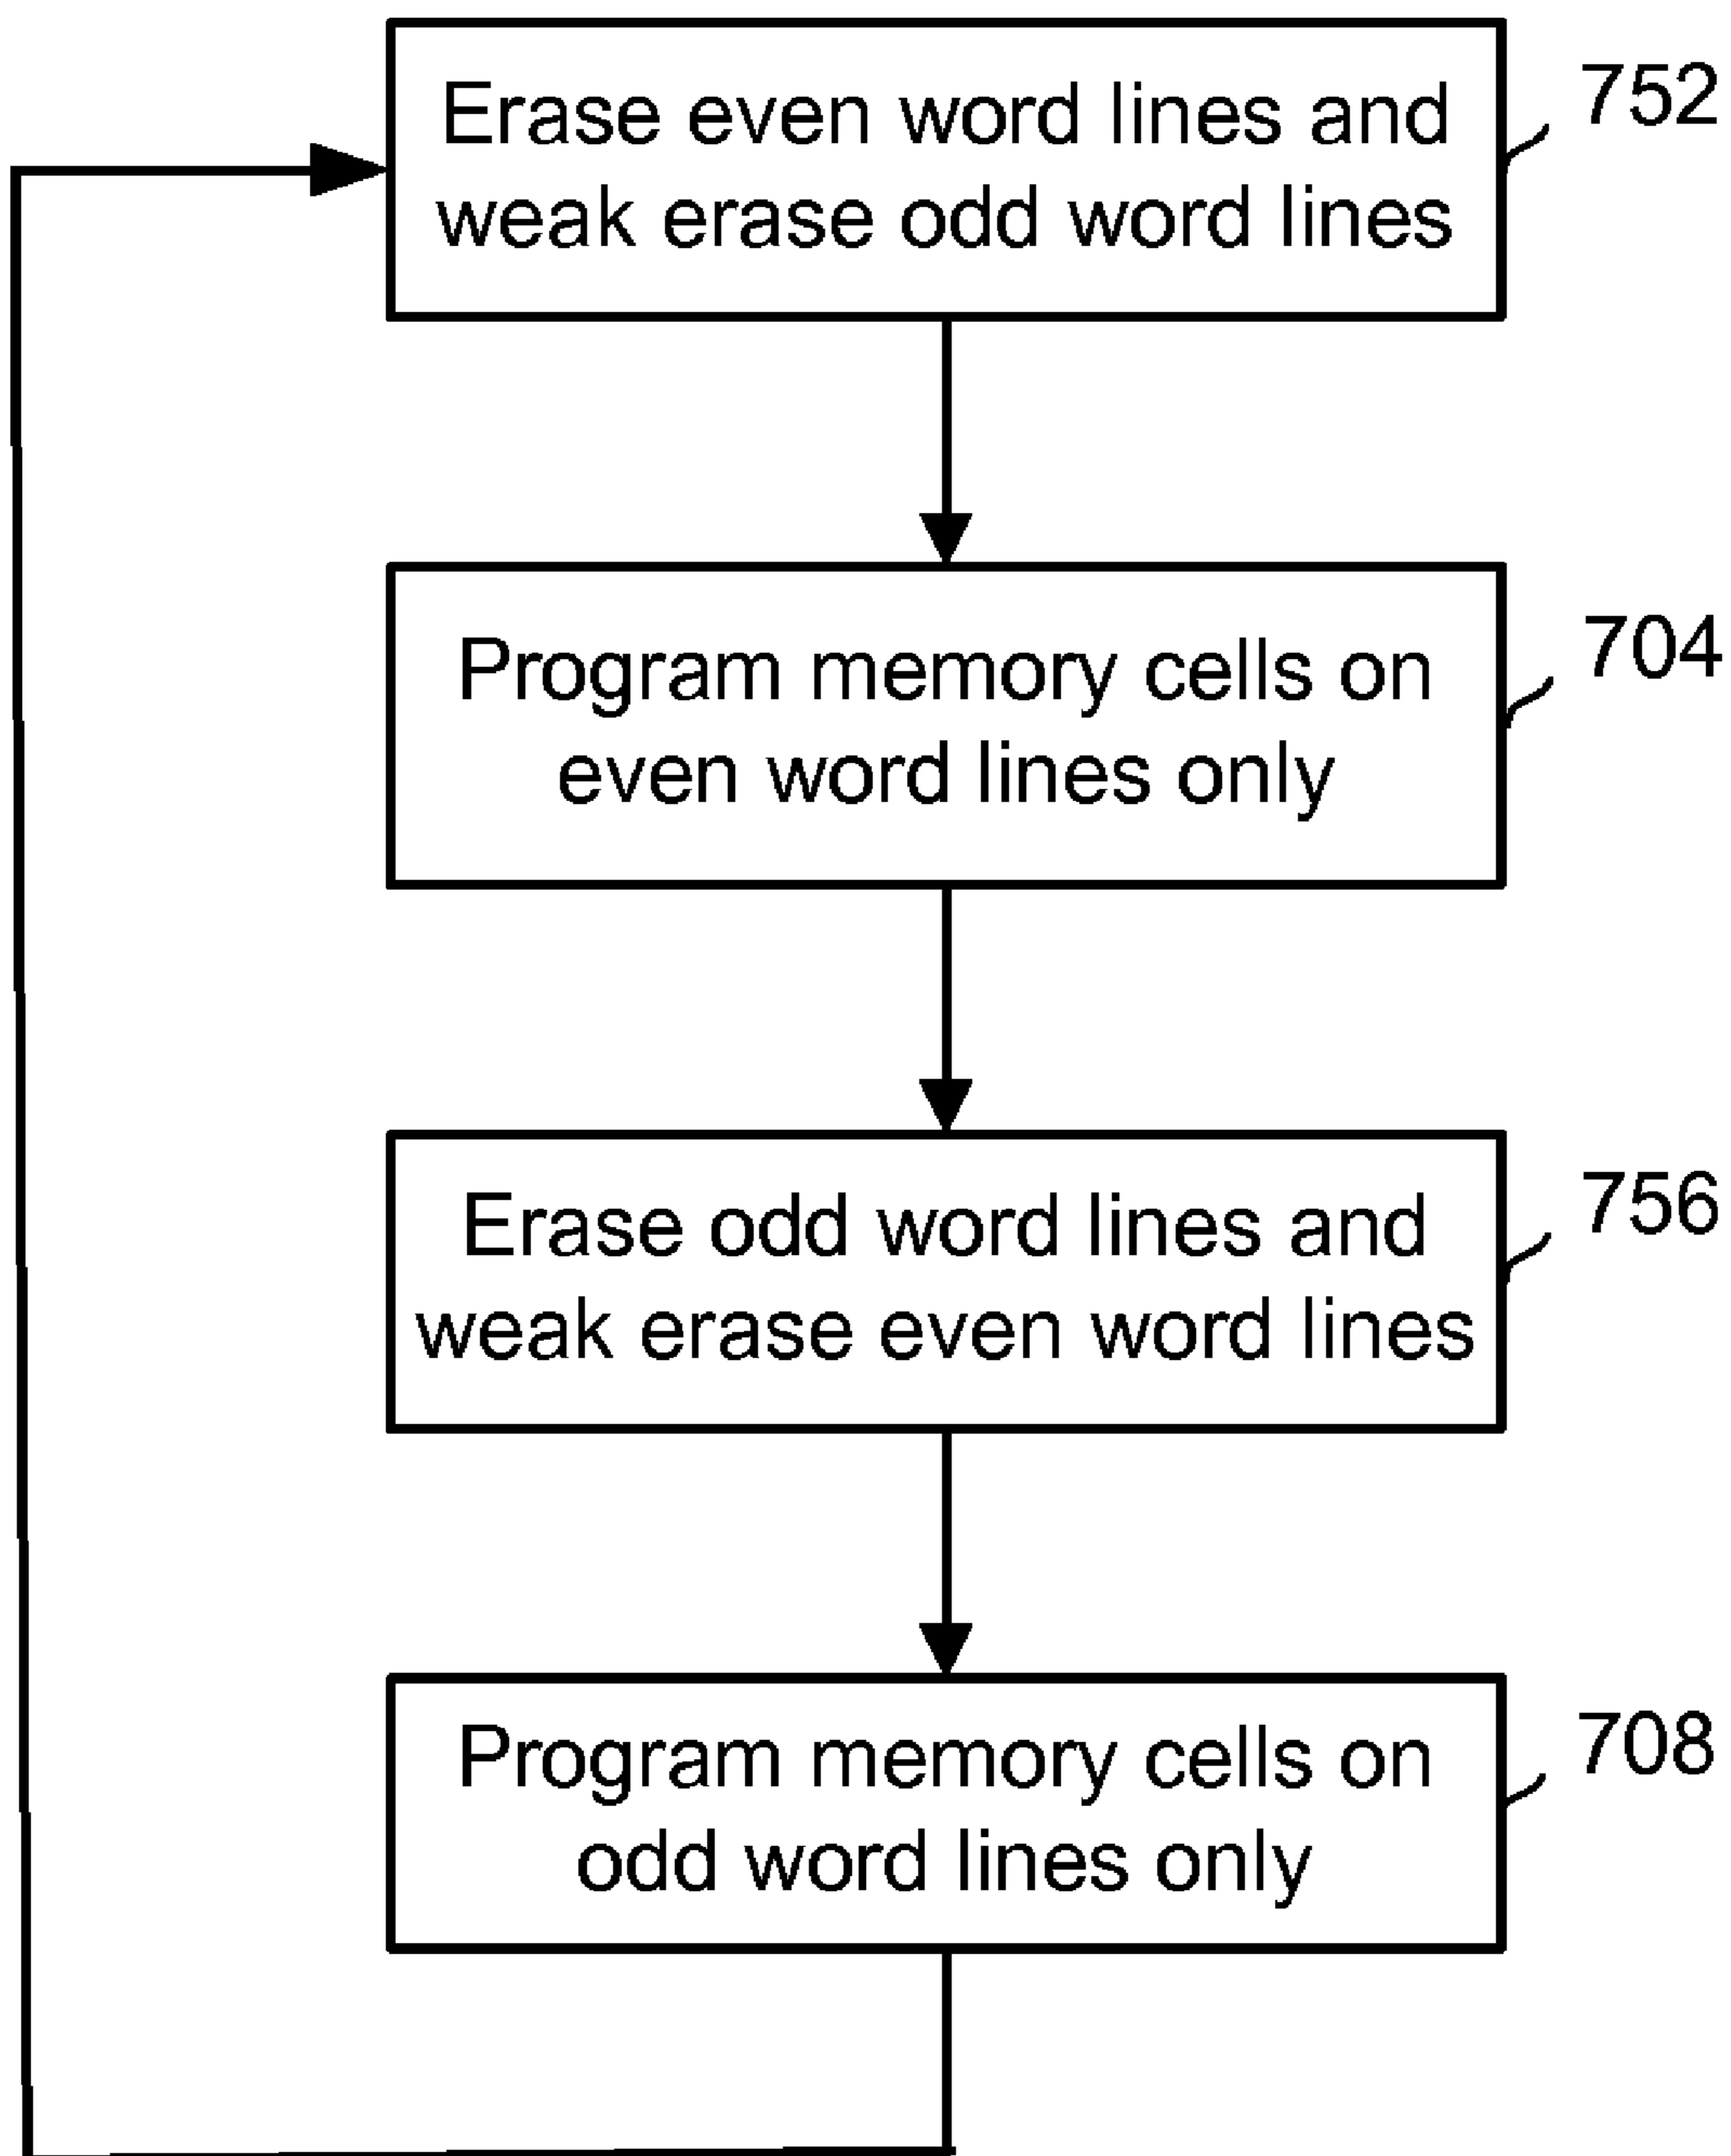 Erase even word lines and
weak erase odd word lines
752
Program memory cells on
even word lines only
704
Erase odd word lines and
weak erase even word lines
756
Program memory cells on
odd word lines only
708